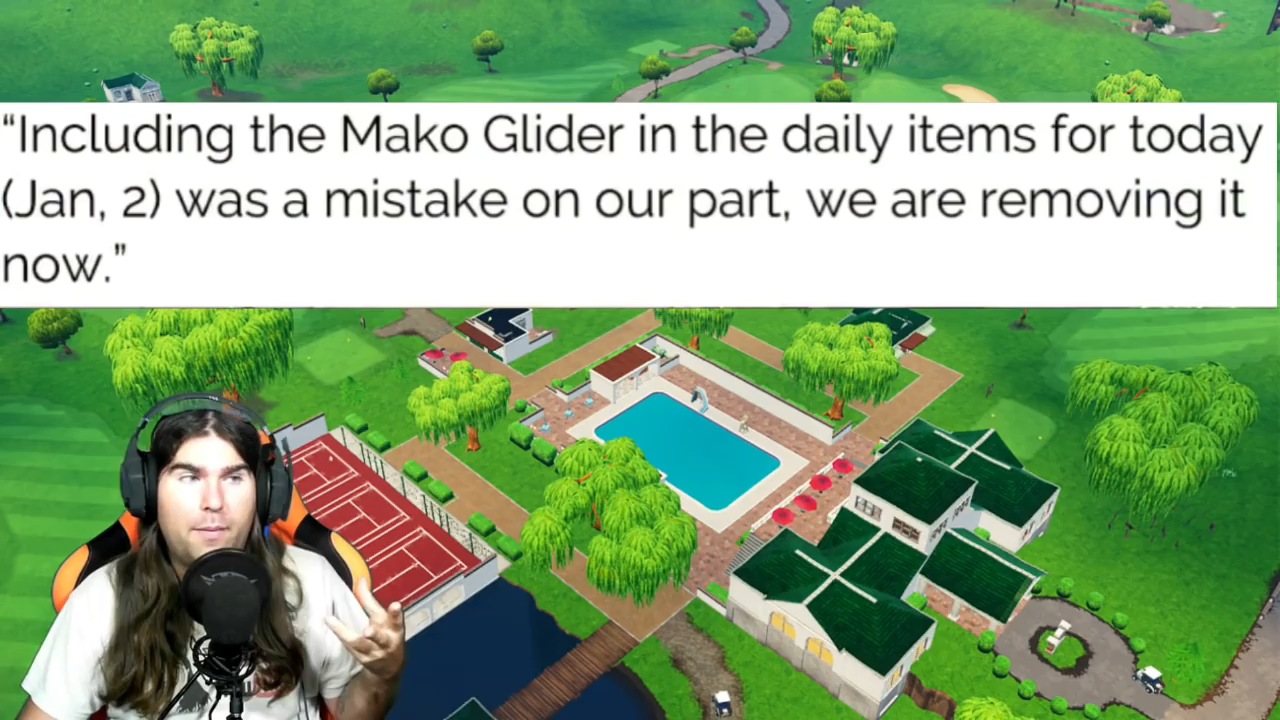 “Including the Mako Glider in the daily items for today
(Jan, 2) was a mistake on our part, we are removing it
now.”